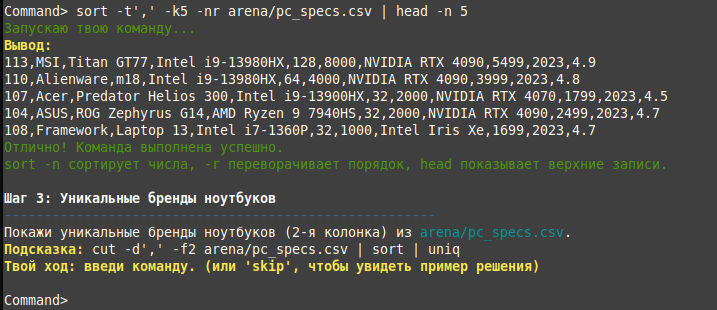 Command> sort -t',' -k5 -nr arena/pc_specs.csv | head -n 5
Запускаю твою команду...
Вывод:
113,MSI,Titan GT77,Intel i9-13980HX,128,8000,NVIDIA RTX 4090,5499,2023,4.9
110,Alienware,m18,Intel i9-13980HX,64,4000,NVIDIA RTX 4090,3999,2023,4.8
107,Acer,Predator Helios 300,Intel i9-13900HX,32,2000,NVIDIA RTX 4070,1799,2023,4.5
104,ASUS,ROG Zephyrus G14,AMD Ryzen 9 7940HS,32,2000,NVIDIA RTX 4090,2499,2023,4.7
108,Framework,Laptop 13,Intel i7-1360P,32,1000,Intel Iris Xe,1699,2023,4.7
Отлично! Команда выполнена успешно.
sort -n сортирует числа, -r переворачивает порядок, head показывает верхние записи.
Шаг 3: Уникальные бренды ноутбуков
--------------------------------------------------
Покажи уникальные бренды ноутбуков (2-я колонка) из arena/pc_specs.csv.
Подсказка: cut -d',' -f2 arena/pc_specs.csv | sort | uniq
Твой ход: введи команду. (или 'skip', чтобы увидеть пример решения)
Command>